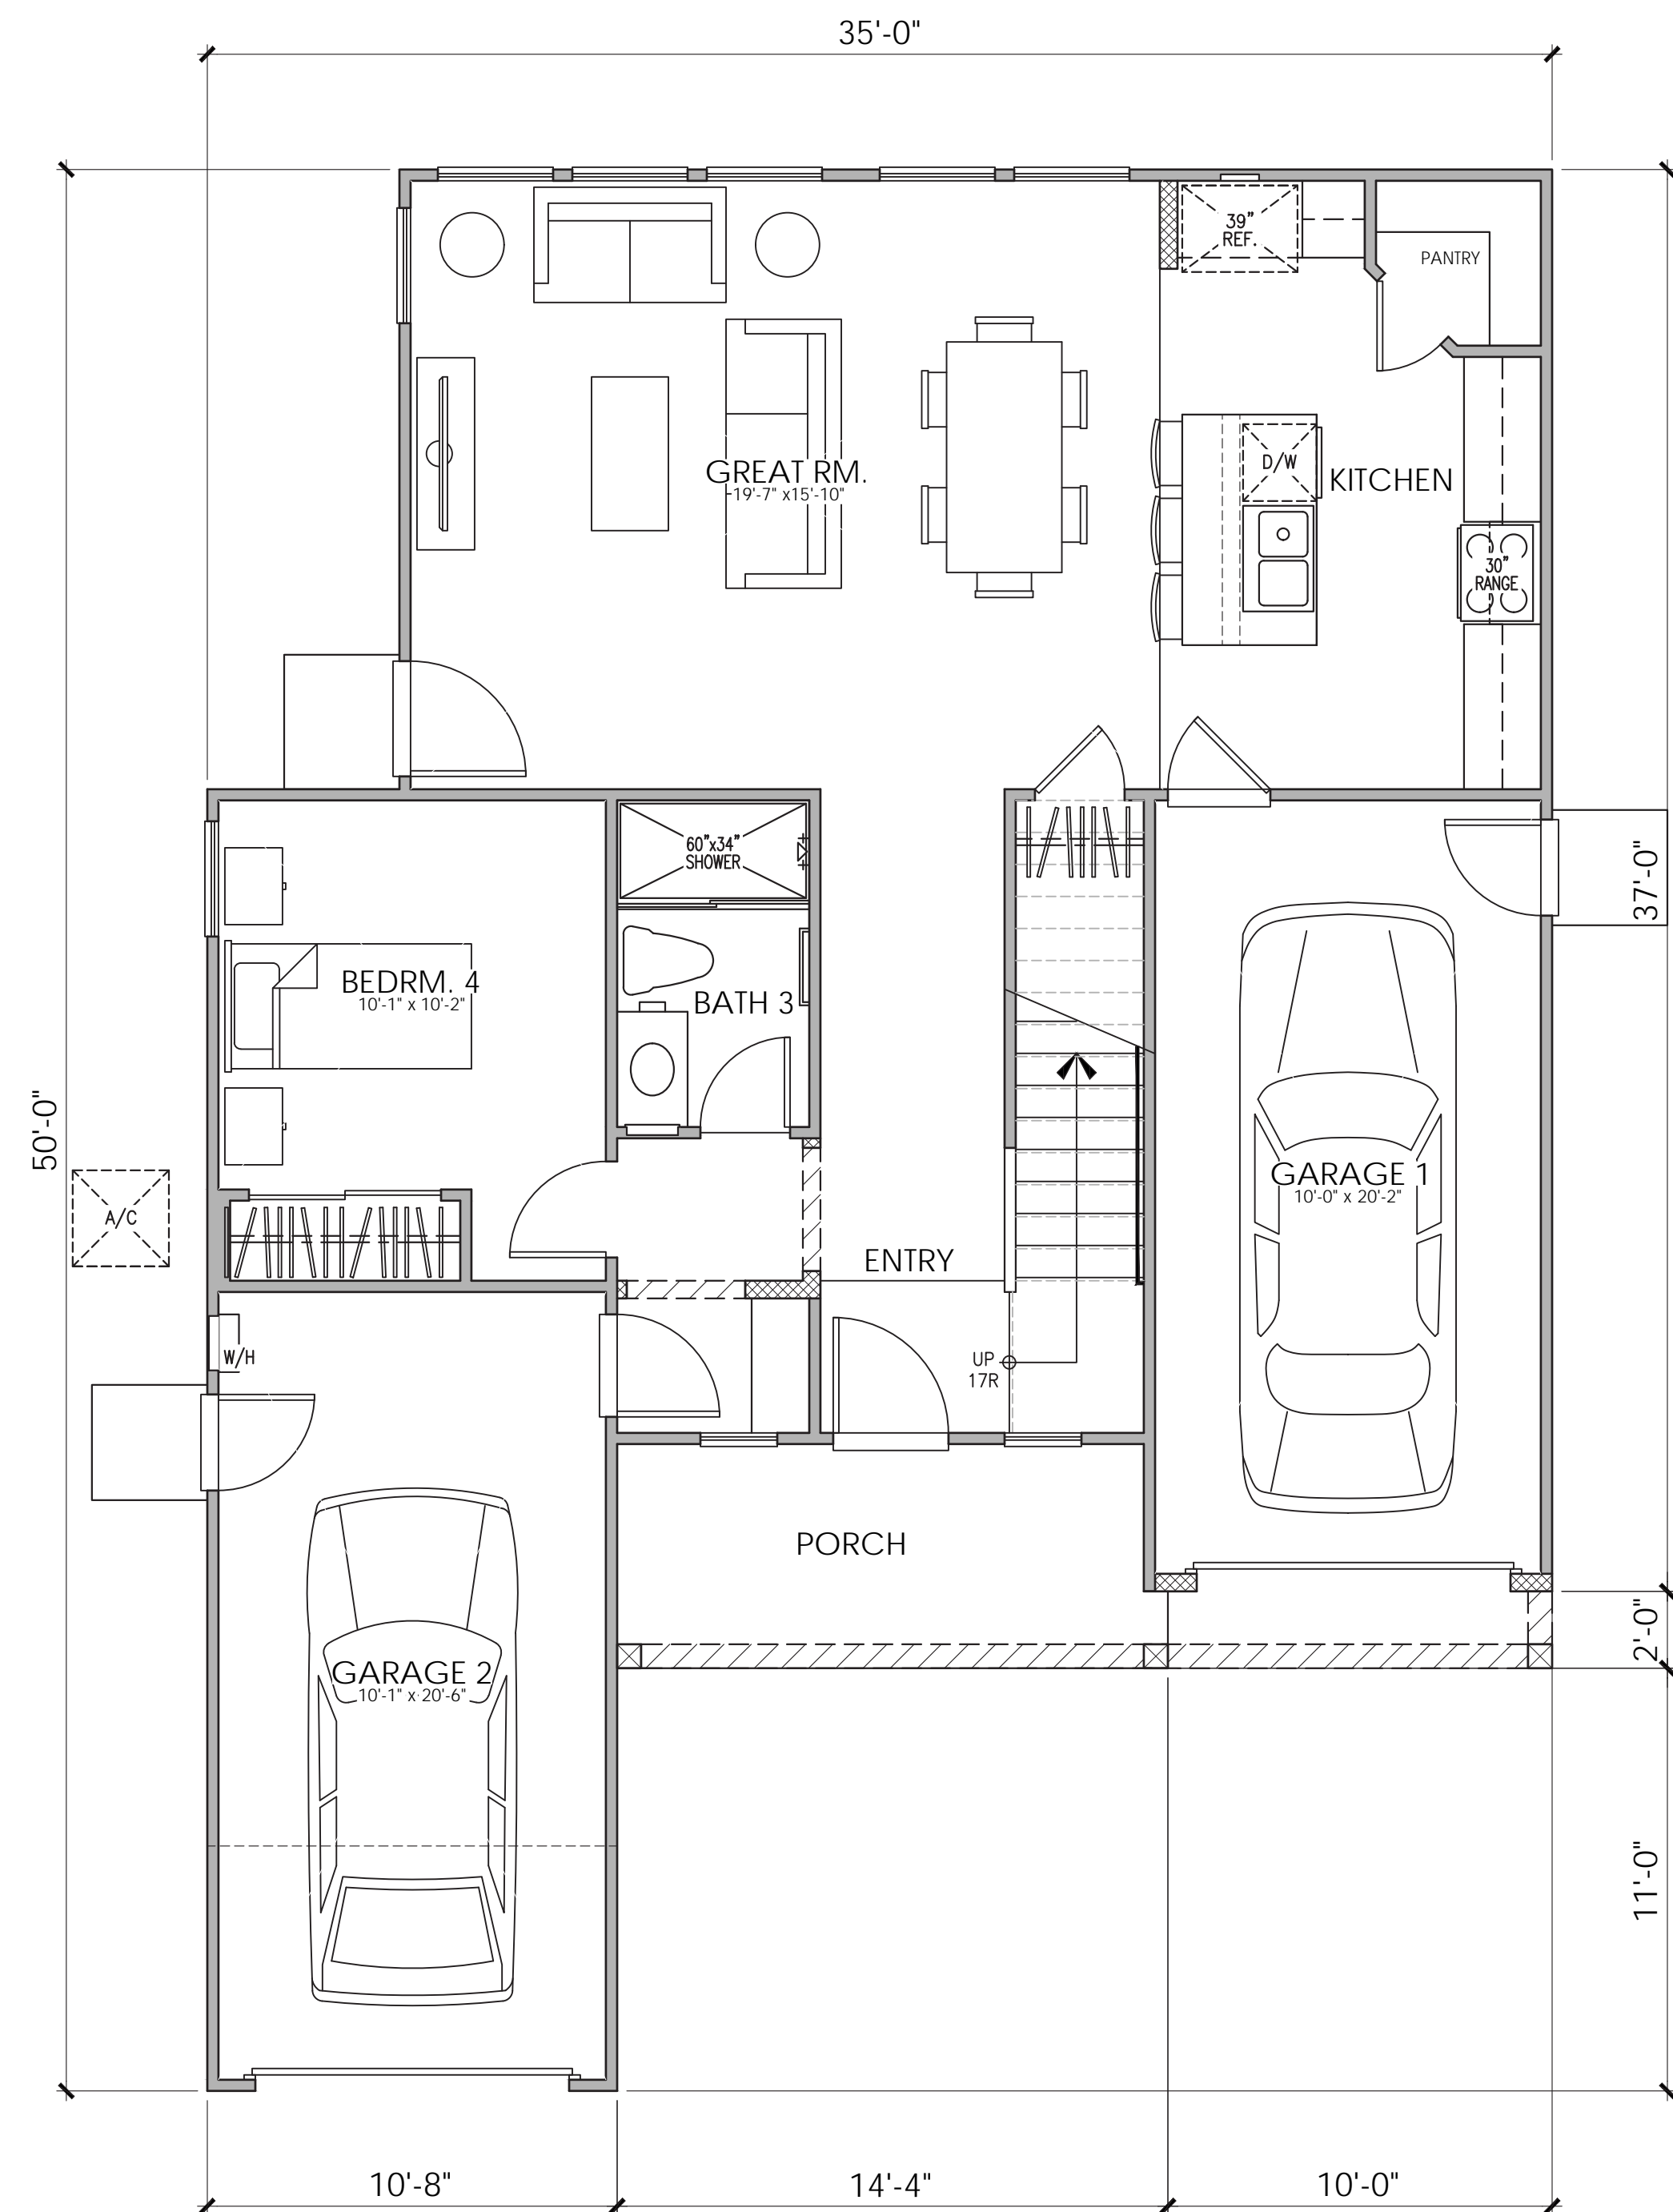 35'-0"
39”
REF.
PANTRY
GREAT RM.
19'-7" x15'-10"
D/W
KITCHEN
30”
RANGE
60”x34”
SHOWER
37'-0"
BEDRM. 4
10'-1" x 10'-2"
BATH 3
50'-0"
A/C
GARAGE 1
10'-0" x 20'-2"
ENTRY
W/H
UP
17R
PORCH
2'-0"
GARAGE 2
10'-1" x 20'-6"
11'-0"
10'-8"
14'-4"
10'-0"